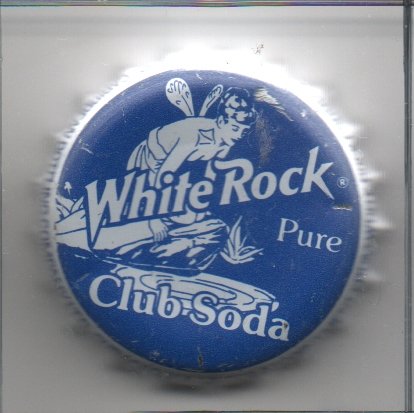 White Rock®
Pure
Club Soda